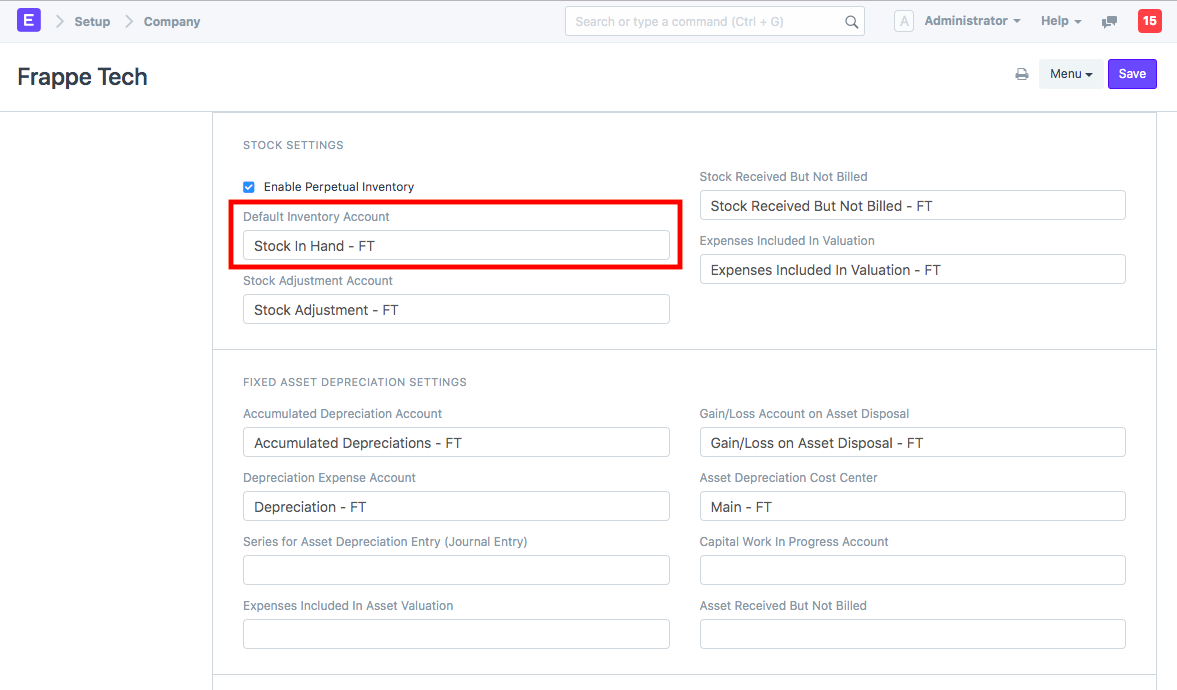 E Setup Company Search or type a command (Ctrl + G) A Administrator Help 15
Frappe Tech Menu Save
STOCK SETTINGS
Enable Perpetual Inventory
Default Inventory Account
Stock In Hand - FT
Stock Adjustment Account
Stock Adjustment - FT
Stock Received But Not Billed
Stock Received But Not Billed - FT
Expenses Included In Valuation
Expenses Included In Valuation - FT
FIXED ASSET DEPRECIATION SETTINGS
Accumulated Depreciation Account
Accumulated Depreciations - FT
Depreciation Expense Account
Depreciation - FT
Series for Asset Depreciation Entry (Journal Entry)
Expenses Included In Asset Valuation
Gain/Loss Account on Asset Disposal
Gain/Loss on Asset Disposal - FT
Asset Depreciation Cost Center
Main - FT
Capital Work In Progress Account
Asset Received But Not Billed